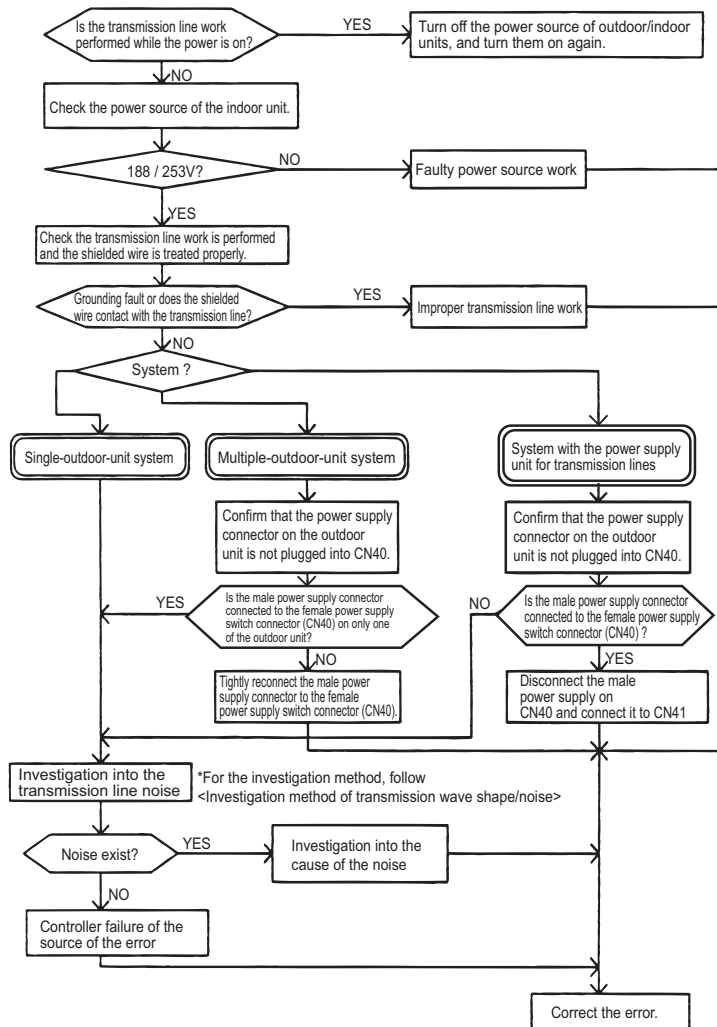 Is the transmission line work
performed while the power is on?
YES
Turn off the power source of outdoor/indoor
units, and turn them on again.
NO
Check the power source of the indoor unit.
188 / 253V?
NO
Faulty power source work
YES
Check the transmission line work is performed
and the shielded wire is treated properly.
Grounding fault or does the shielded
wire contact with the transmission line?
YES
Improper transmission line work
NO
System ?
Single-outdoor-unit system
Multiple-outdoor-unit system
System with the power supply
unit for transmission lines
Confirm that the power supply
connector on the outdoor
unit is not plugged into CN40.
Confirm that the power supply
connector on the outdoor
unit is not plugged into CN40.
YES
Is the male power supply connector
connected to the female power supply
switch connector (CN40) on only one
of the outdoor unit?
NO
Is the male power supply connector
connected to the female power supply
switch connector (CN40) ?
NO
YES
Tightly reconnect the male power
supply connector to the female
power supply switch connector (CN40).
Disconnect the male
power supply on
CN40 and connect it to CN41
Investigation into the
transmission line noise
*For the investigation method, follow
<Investigation method of transmission wave shape/noise>
Noise exist?
YES
Investigation into the
cause of the noise
NO
Controller failure of the
source of the error
Correct the error.